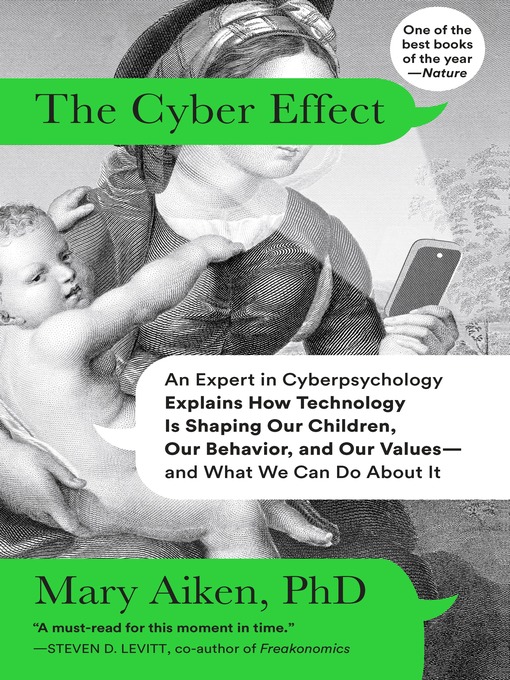 One of the
best books
of the year
—Nature
The Cyber Effect
An Expert in Cyberpsychology
Explains How Technology
Is Shaping Our Children,
Our Behavior, and Our Values—
and What We Can Do About It
Mary Aiken, PhD
“A must-read for this moment in time.”
—STEVEN D. LEVITT, co-author of Freakonomics